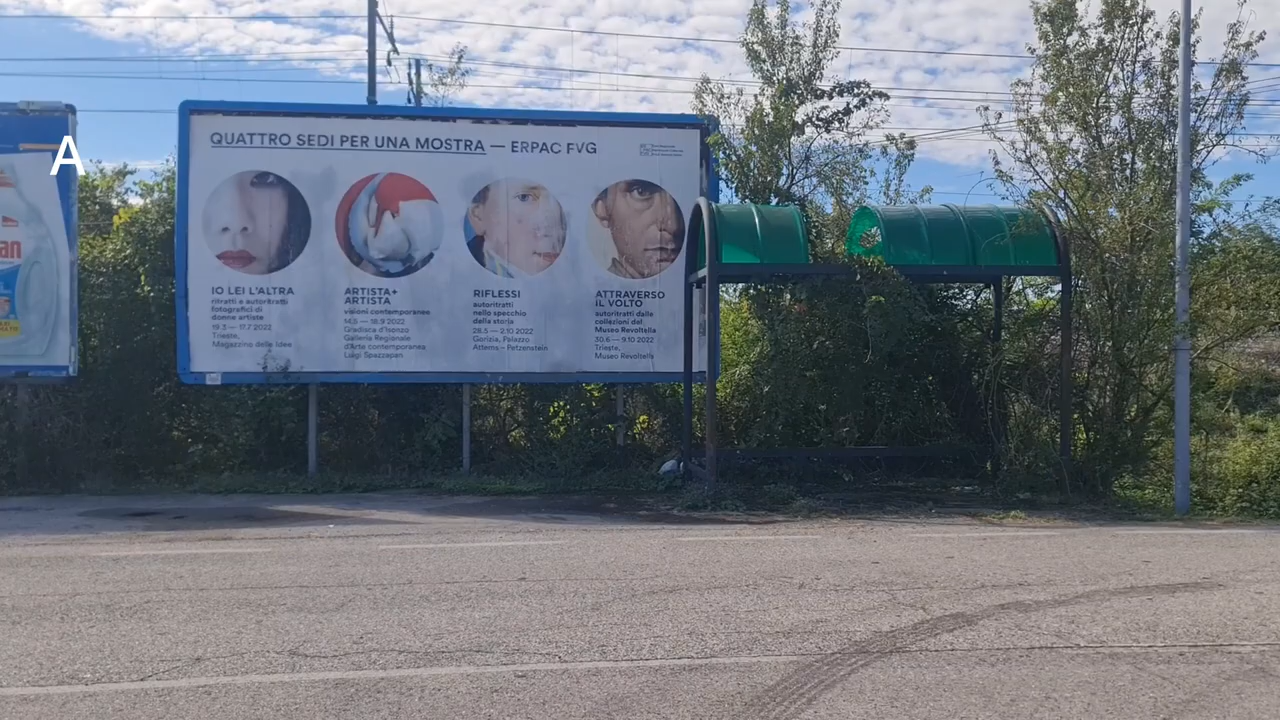 A
an
QUATTRO SEDI PER UNA MOSTRA — ERPAC FVG
IO LEI L'ALTRA
ritratti e autoritratti
fotografici di
donne artiste
19.3 — 17.7 2022
Trieste,
Magazzino delle Idee
ARTISTA+
ARTISTA
visioni contemporanee
14.5 — 18.9 2022
Gradisca d'Isonzo
Galleria Regionale
d'Arte contemporanea
Luigi Spazzapan
RIFLESSI
autoritratti
nello specchio
della storia
28.5 — 2.10 2022
Gorizia, Palazzo
Attems–Petzenstein
ATTRAVERSO
IL VOLTO
autoritratti dalle
collezioni del
Museo Revoltella
30.6 — 9.10 2022
Trieste,
Museo Revoltella